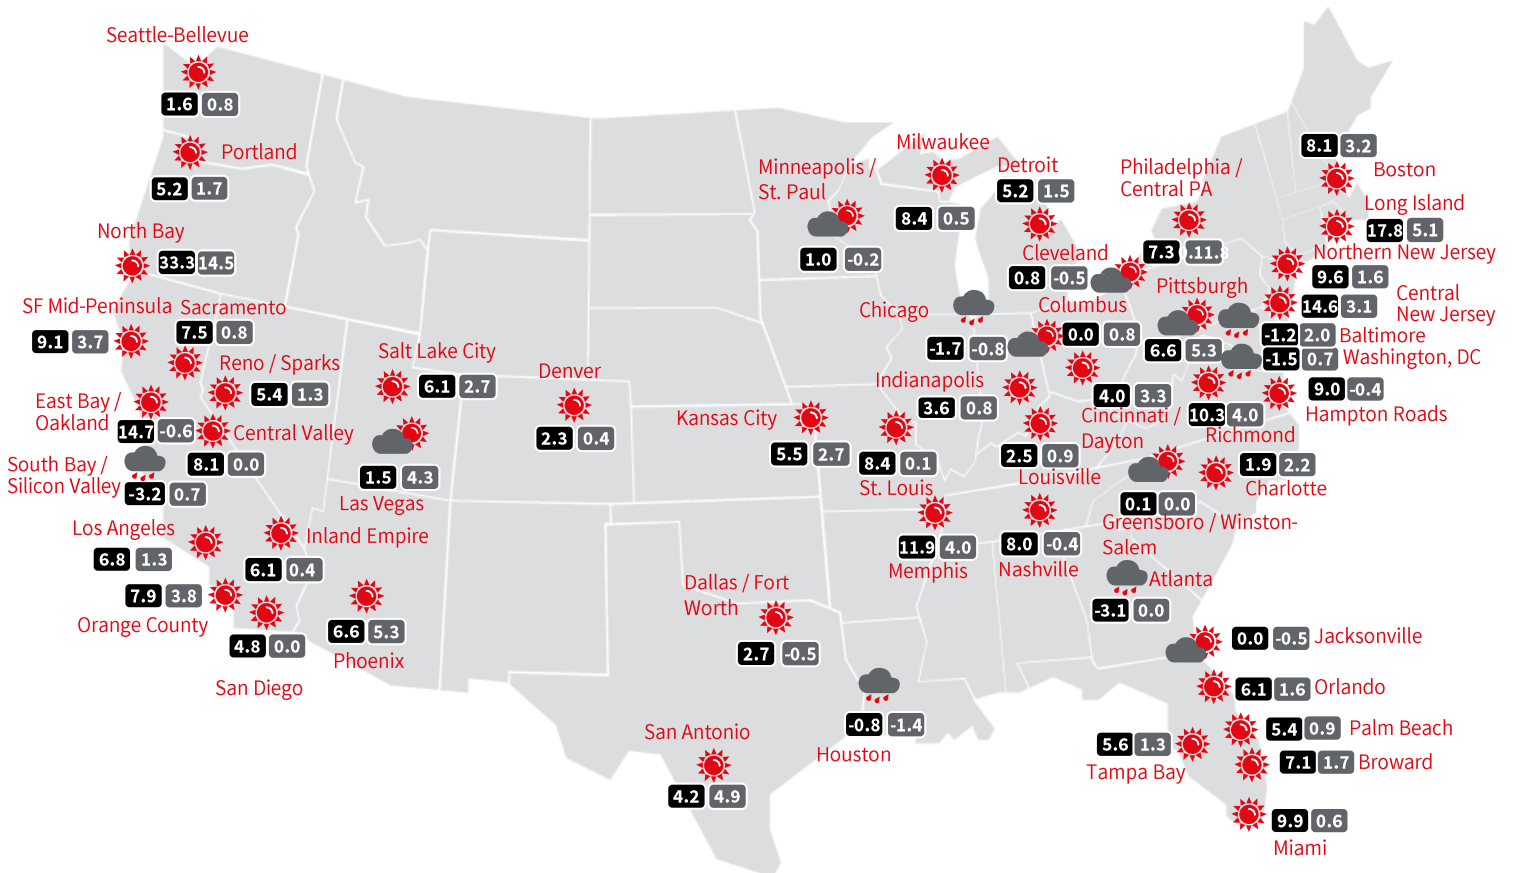 Seattle-Bellevue
1.6 0.8
Portland
5.2 1.7
North Bay
33.3 14.5
SF Mid-Peninsula
9.1 3.7
Sacramento
7.5 0.8
Reno / Sparks
5.4 1.3
Salt Lake City
6.1 2.7
Denver
2.3 0.4
East Bay /
Oakland
14.7 -0.6
Central Valley
8.1 0.0
South Bay /
Silicon Valley
-3.2 0.7
1.5 4.3
Las Vegas
Los Angeles
6.8 1.3
Inland Empire
6.1 0.4
7.9 3.8
Orange County
4.8 0.0
San Diego
6.6 5.3
Phoenix
Minneapolis /
St. Paul
1.0 -0.2
Milwaukee
8.4 0.5
Detroit
5.2 1.5
Cleveland
0.8 -0.5
Chicago
-1.7 -0.8
Columbus
0.0 0.8
Indianapolis
3.6 0.8
Kansas City
5.5 2.7
8.4 0.1
St. Louis
2.5 0.9
Louisville
4.0 3.3
Cincinnati /
Dayton
Philadelphia /
Central PA
7.3
Pittsburgh
6.6 5.3
8.1 3.2
Boston
Long Island
17.8 5.1
Northern New Jersey
9.6 1.6
Central
New Jersey
14.6 3.1
-1.2 2.0 Baltimore
-1.5 0.7 Washington, DC
9.0 -0.4
Hampton Roads
10.3 4.0
Richmond
1.9 2.2
Charlotte
0.1 0.0
Greensboro / Winston-
Salem
11.9 4.0
Memphis
8.0 -0.4
Nashville
Atlanta
-3.1 0.0
Dallas / Fort
Worth
2.7 -0.5
-0.8 -1.4
Houston
San Antonio
4.2 4.9
0.0 -0.5 Jacksonville
6.1 1.6 Orlando
5.4 0.9 Palm Beach
5.6 1.3
Tampa Bay
7.1 1.7 Broward
9.9 0.6
Miami